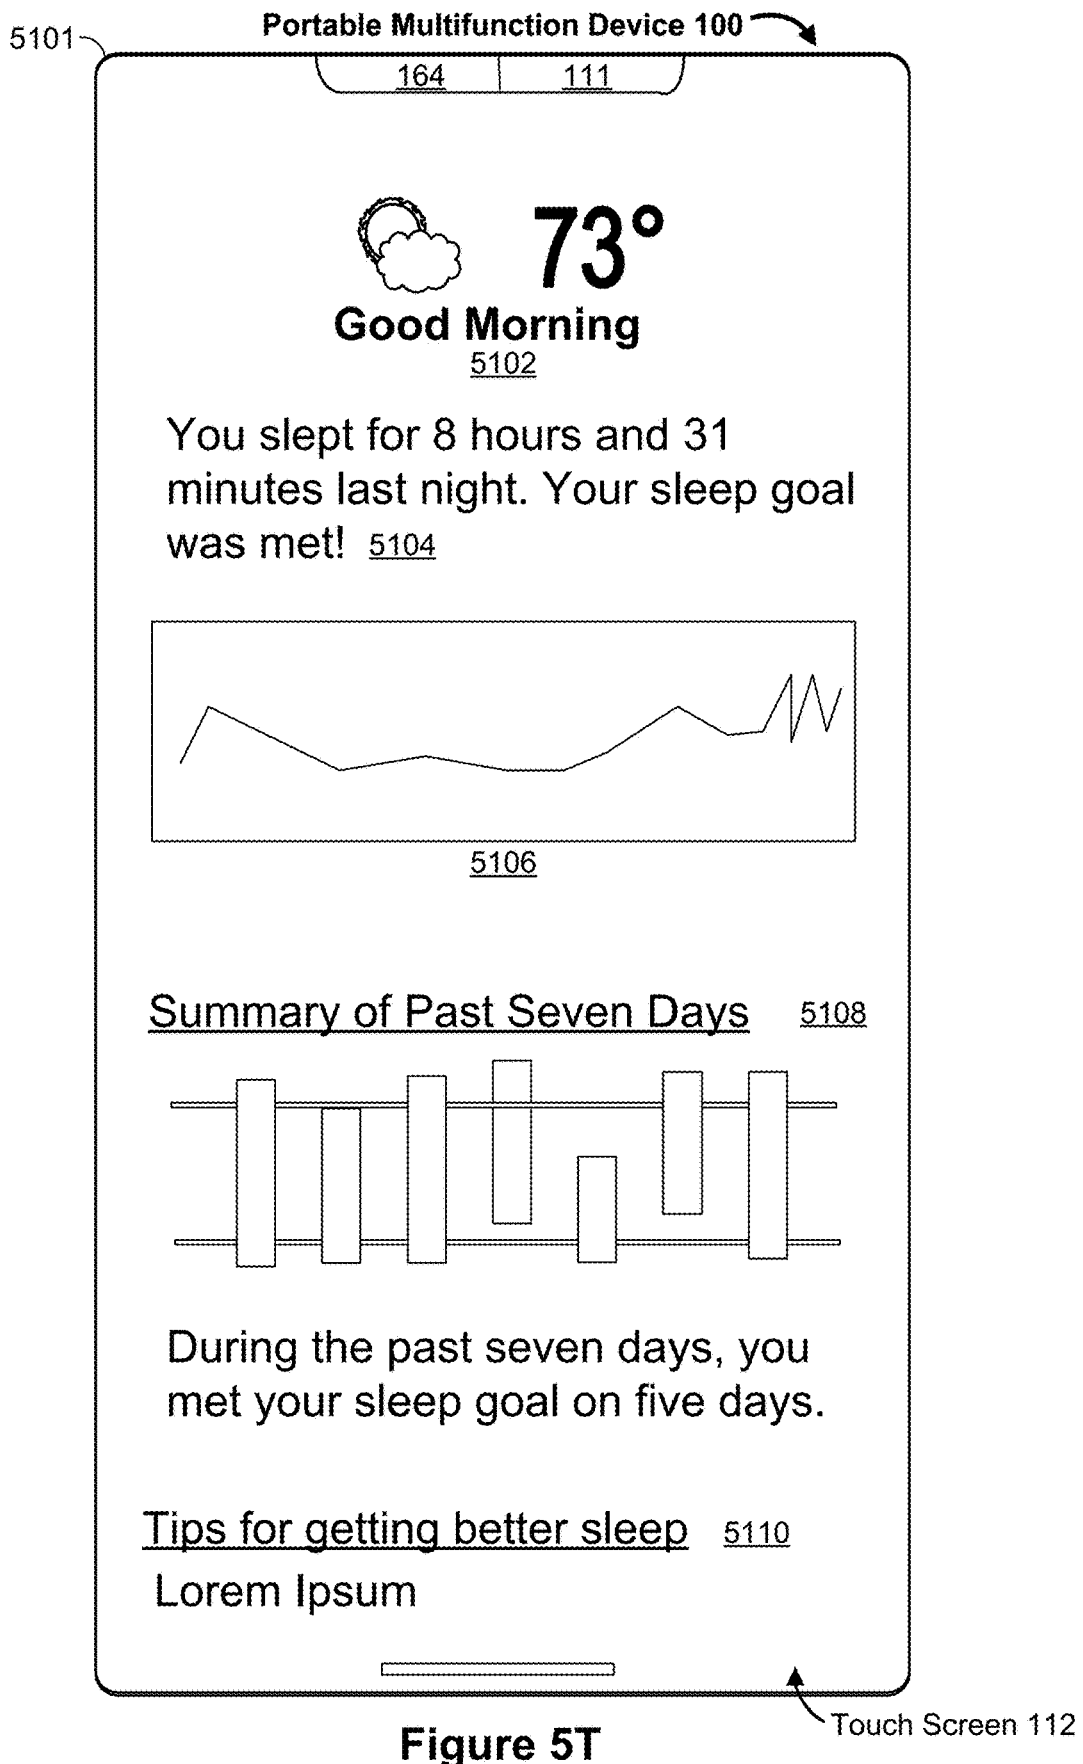 Portable Multifunction Device 100
5101
164 111
73°
Good Morning
5102
You slept for 8 hours and 31
minutes last night. Your sleep goal
was met! 5104
5106
Summary of Past Seven Days 5108
During the past seven days, you
met your sleep goal on five days.
Tips for getting better sleep 5110
Lorem Ipsum
Touch Screen 112
Figure 5T